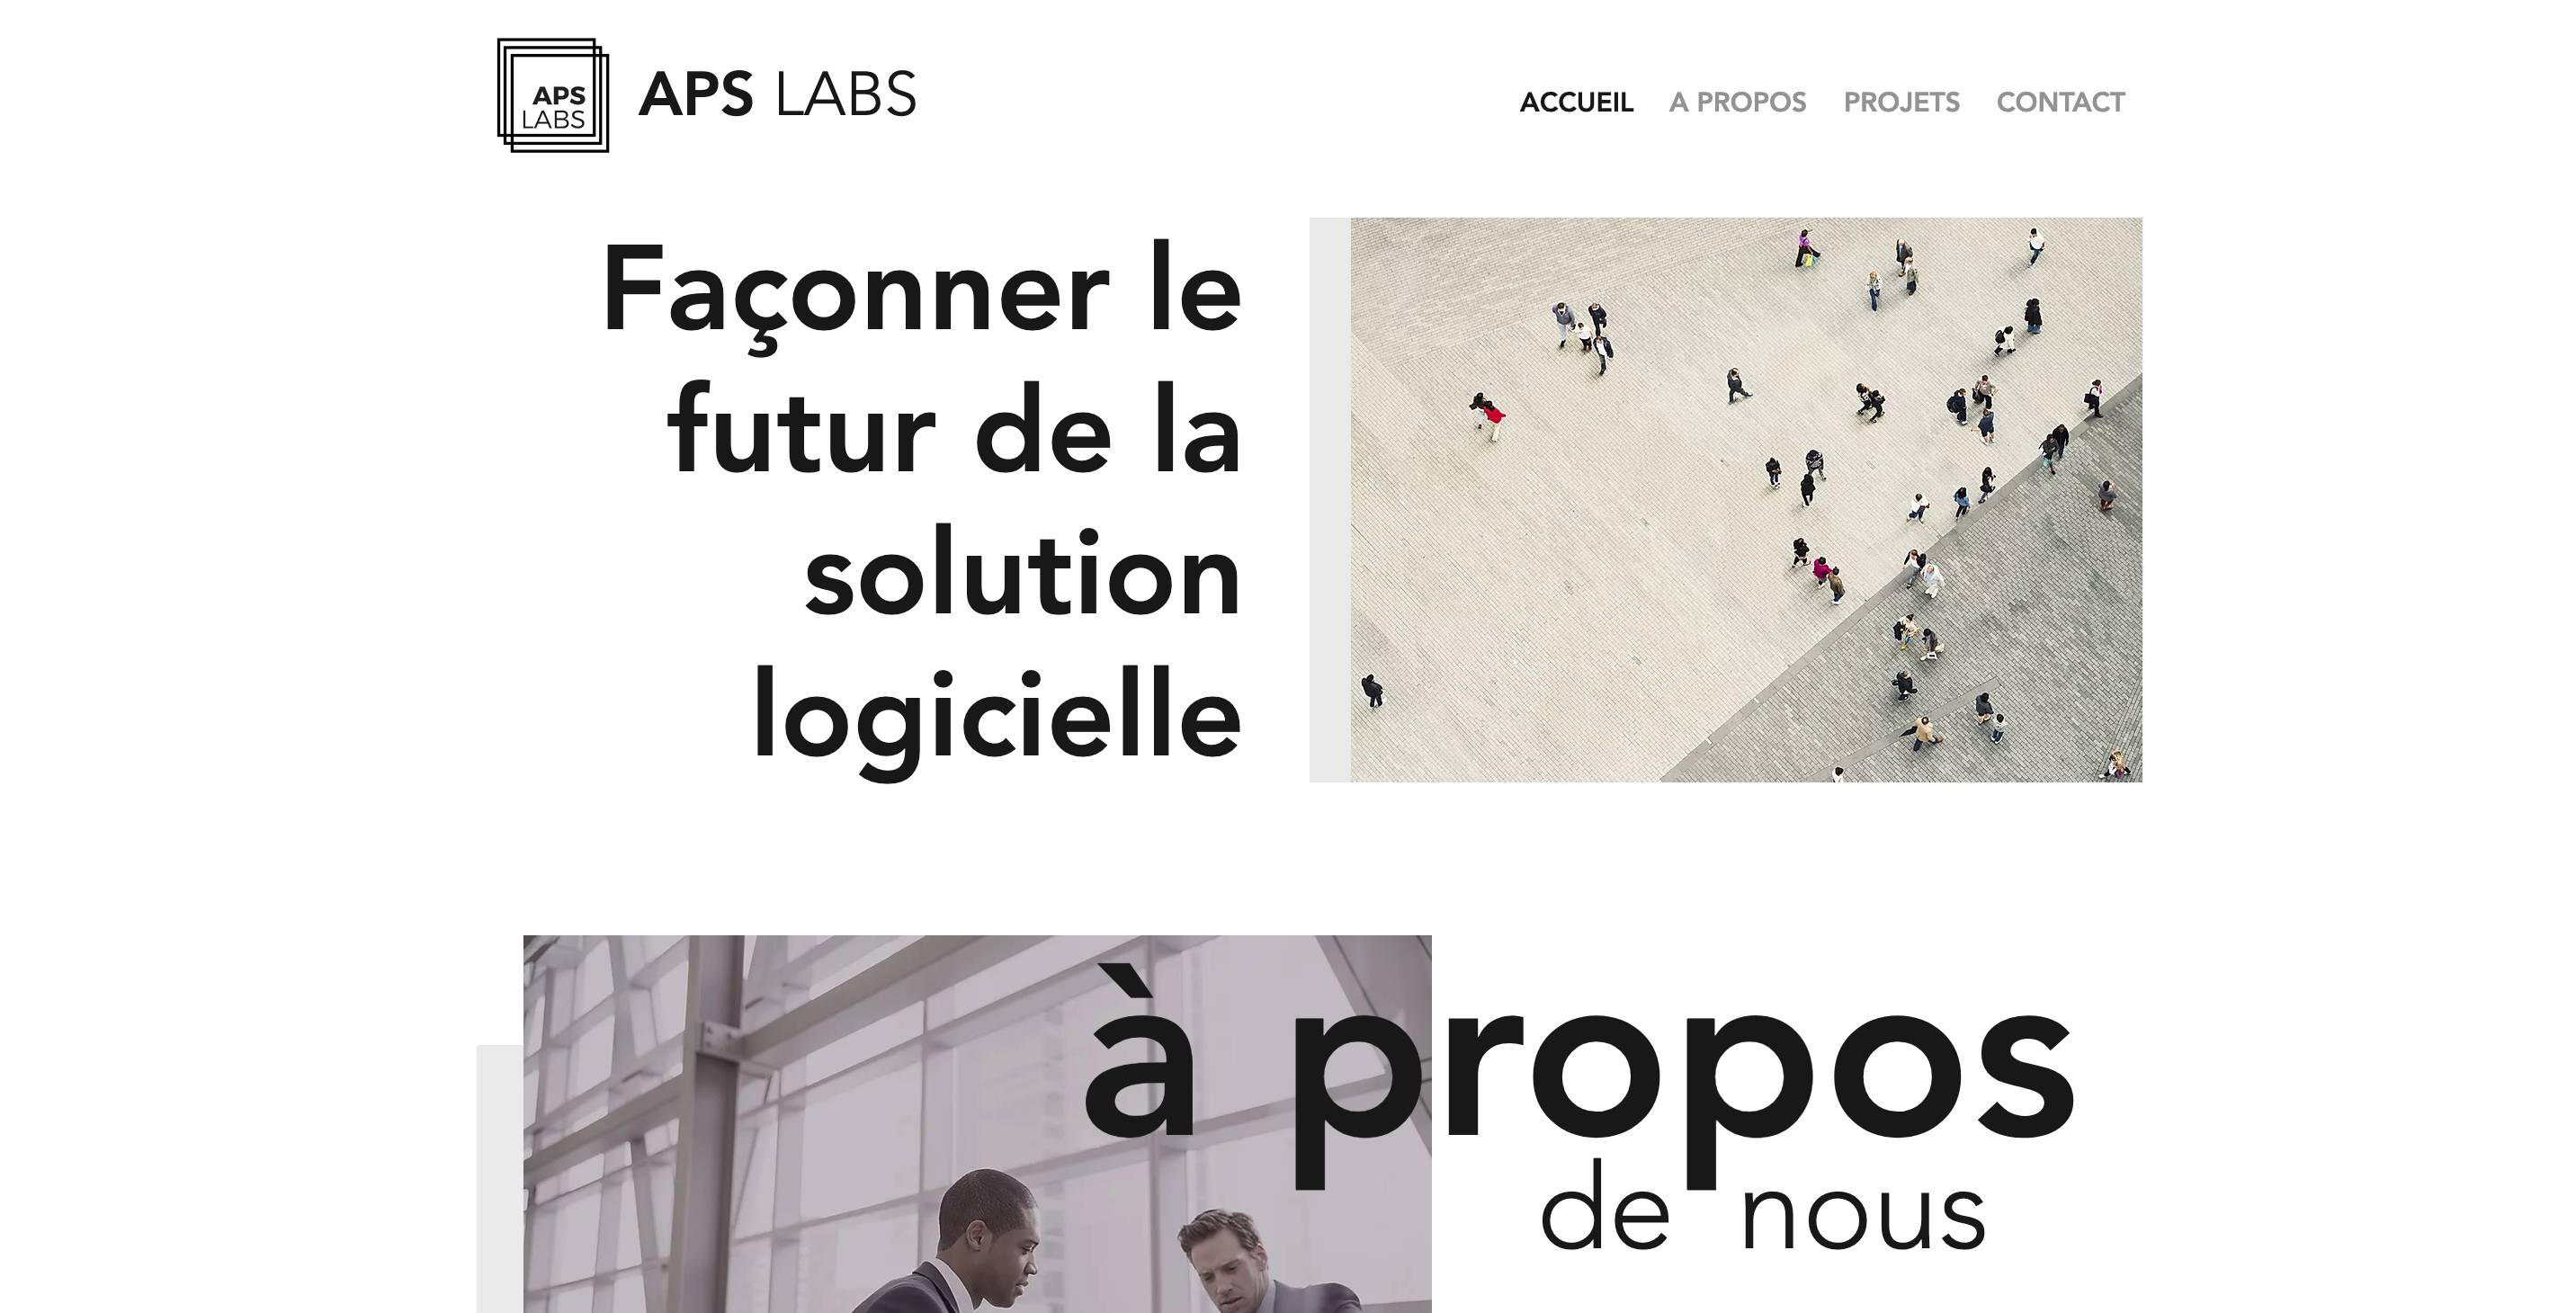 APS
LABS
APS LABS
ACCUEIL A PROPOS PROJETS CONTACT
Façonner le
futur de la
solution
logicielle
à propos
de nous